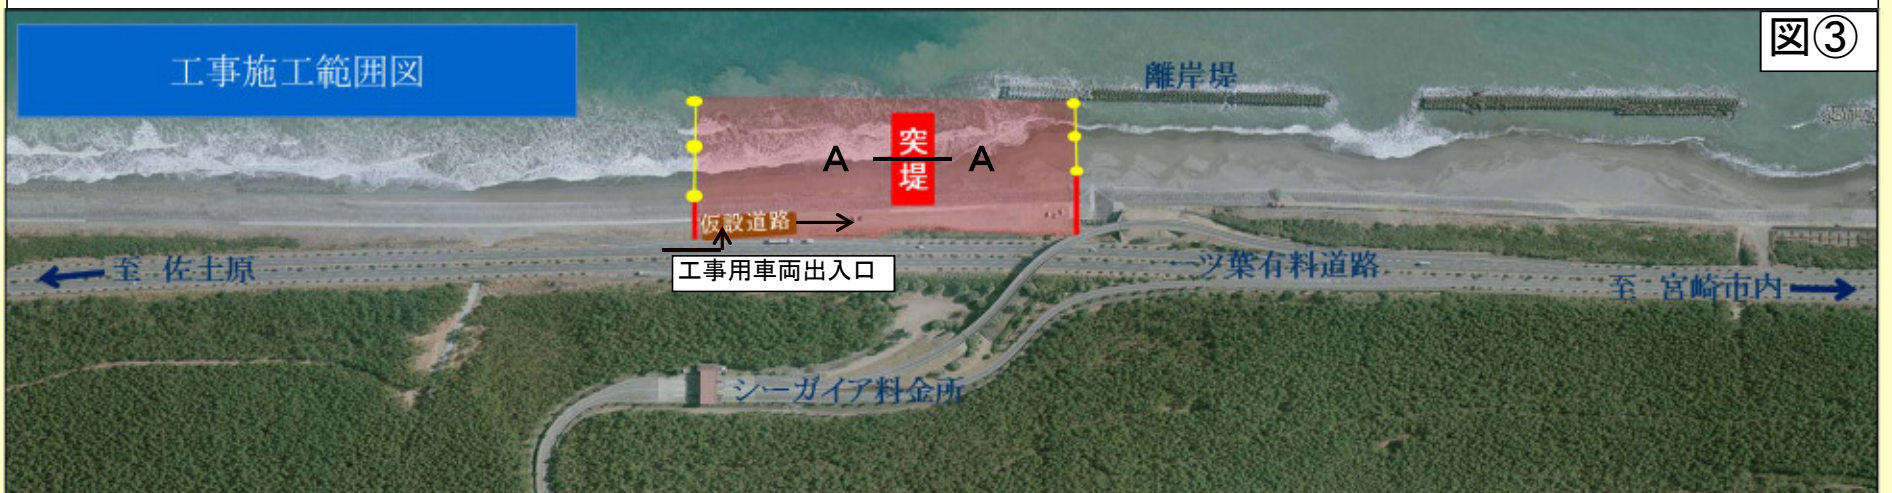 図③
工事施工範囲図
離岸堤
突堤
A A
仮設道路
工事用車両出入口
至 佐土原
一ツ葉有料道路
至 宮崎市内
シーガイア料金所